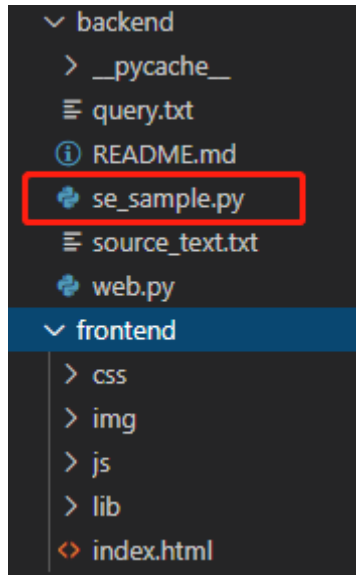 backend
__pycache__
query.txt
README.md
se_sample.py
source_text.txt
web.py
frontend
css
img
js
lib
index.html